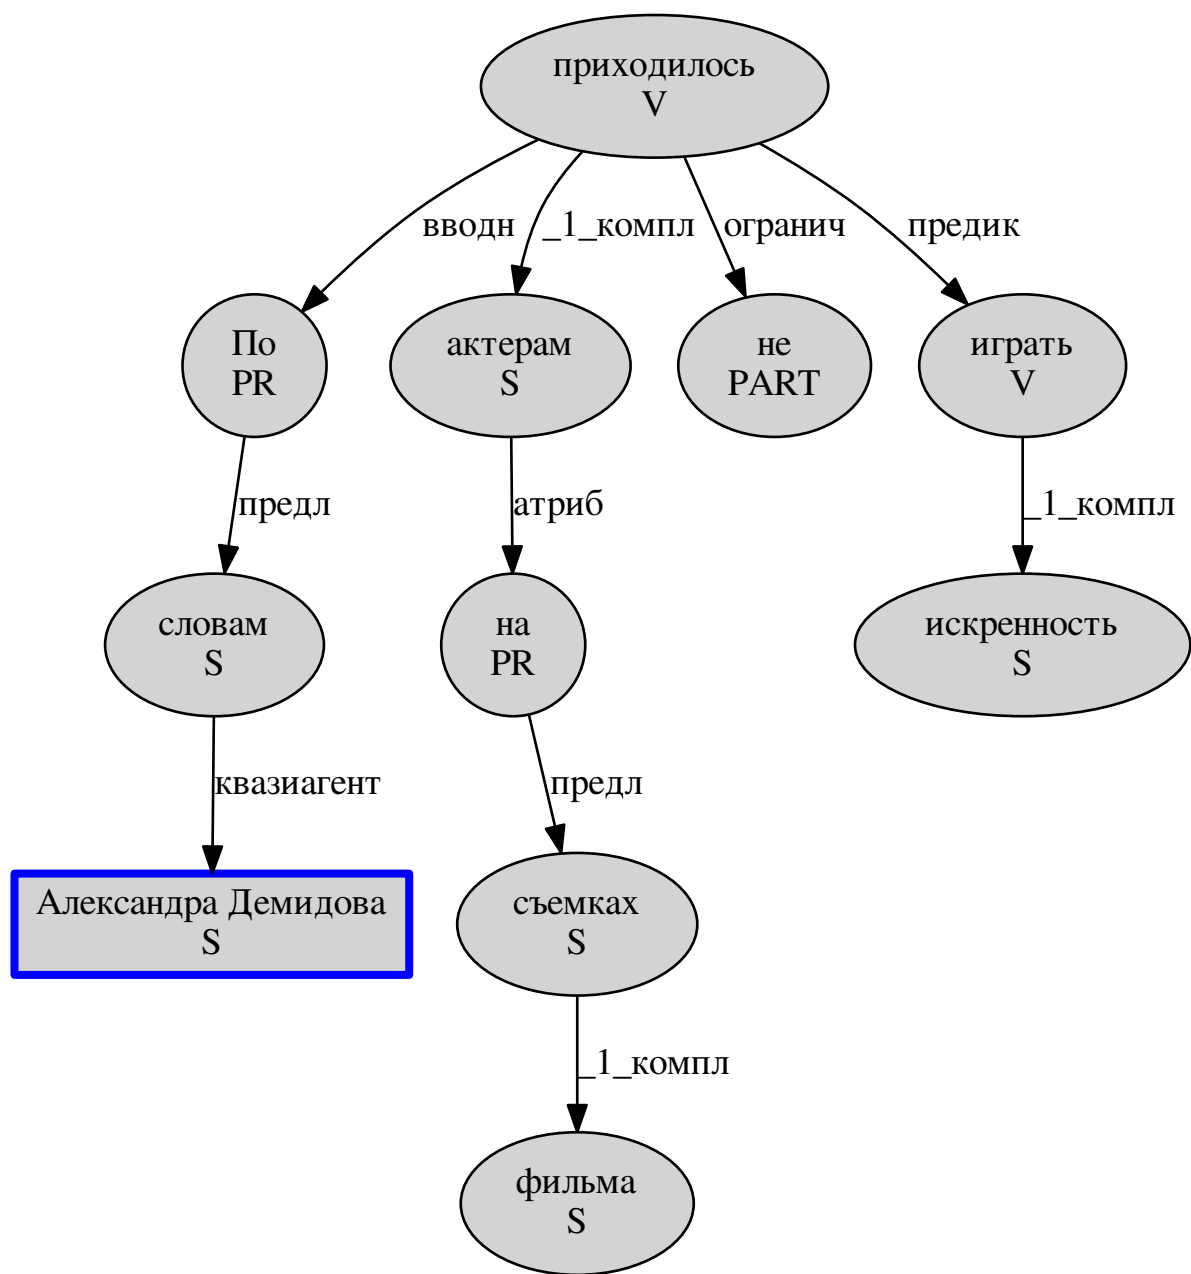 приходилось
V
вводн
_1_компл
огранич
предик
По
PR
актерам
S
не
PART
играть
V
предл
атриб
_1_компл
словам
S
на
PR
искренность
S
квазиагент
предл
Александра Демидова
S
съемках
S
_1_компл
фильма
S